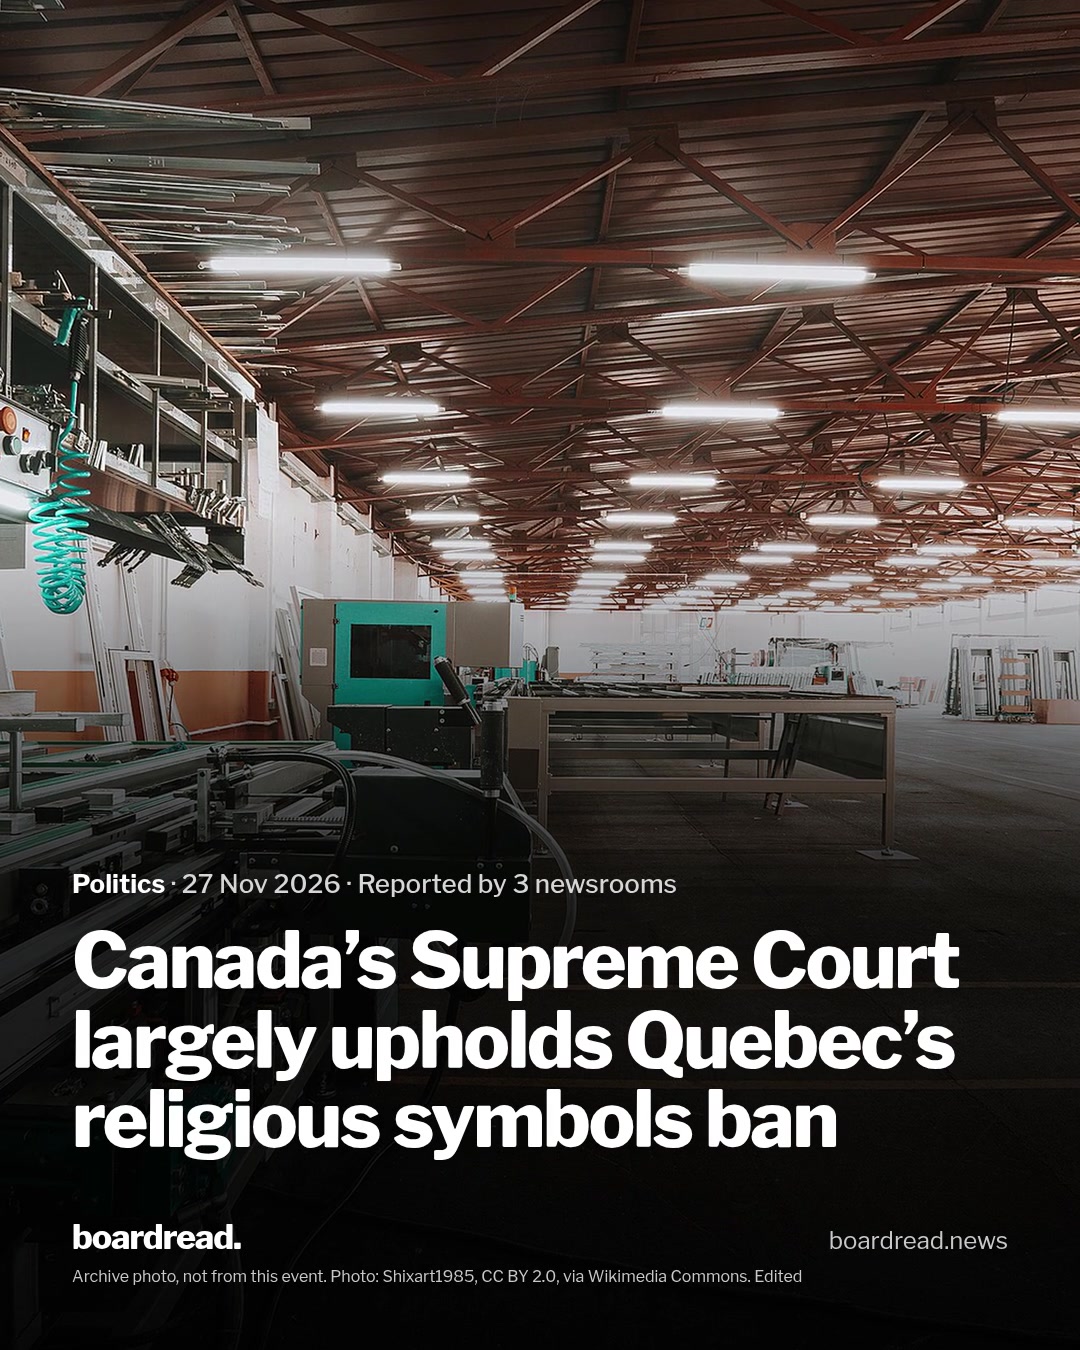 Politics · 27 Nov 2026 · Reported by 3 newsrooms
Canada’s Supreme Court
largely upholds Quebec’s
religious symbols ban
boardread.
boardread.news
Archive photo, not from this event. Photo: Shixart1985, CC BY 2.0, via Wikimedia Commons. Edited